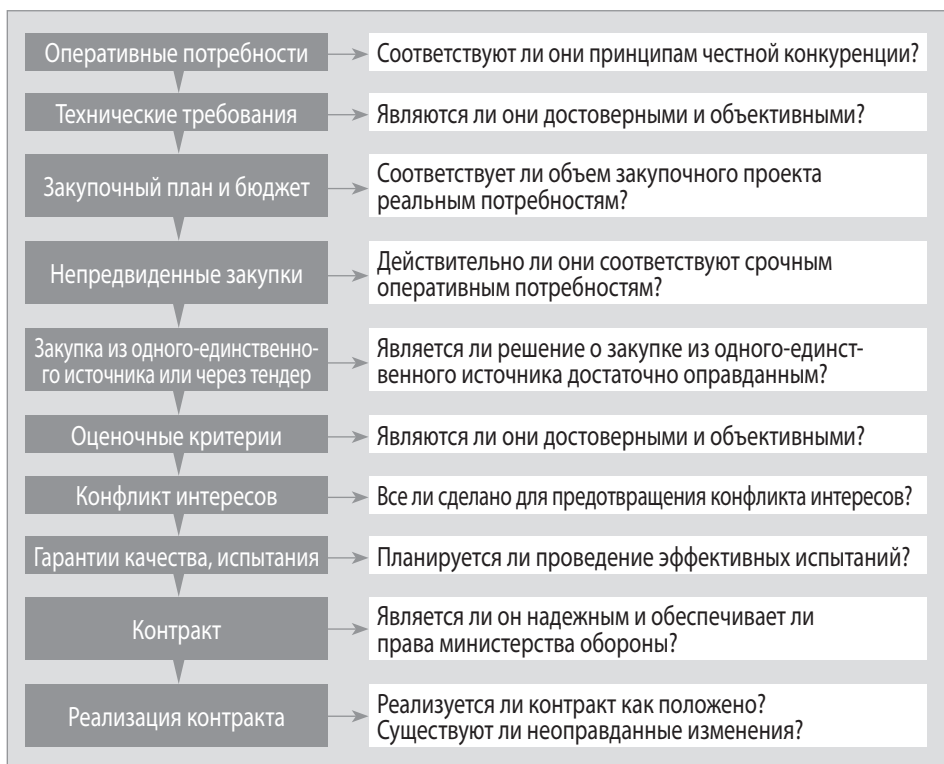 Оперативные потребности
Соответствуют ли они принципам честной конкуренции?
Технические требования
Являются ли они достоверными и объективными?
Закупочный план и бюджет
Соответствует ли объем закупочного проекта
реальным потребностям?
Непредвиденные закупки
Действительно ли они соответствуют срочным
оперативным потребностям?
Закупка из одного-единственно-
го источника или через тендер
Является ли решение о закупке из одного-единст-
венного источника достаточно оправданным?
Оценочные критерии
Являются ли они достоверными и объективными?
Конфликт интересов
Все ли сделано для предотвращения конфликта интересов?
Гарантии качества, испытания
Планируется ли проведение эффективных испытаний?
Контракт
Является ли он надежным и обеспечивает ли
права министерства обороны?
Реализация контракта
Реализуется ли контракт как положено?
Существуют ли неоправданные изменения?